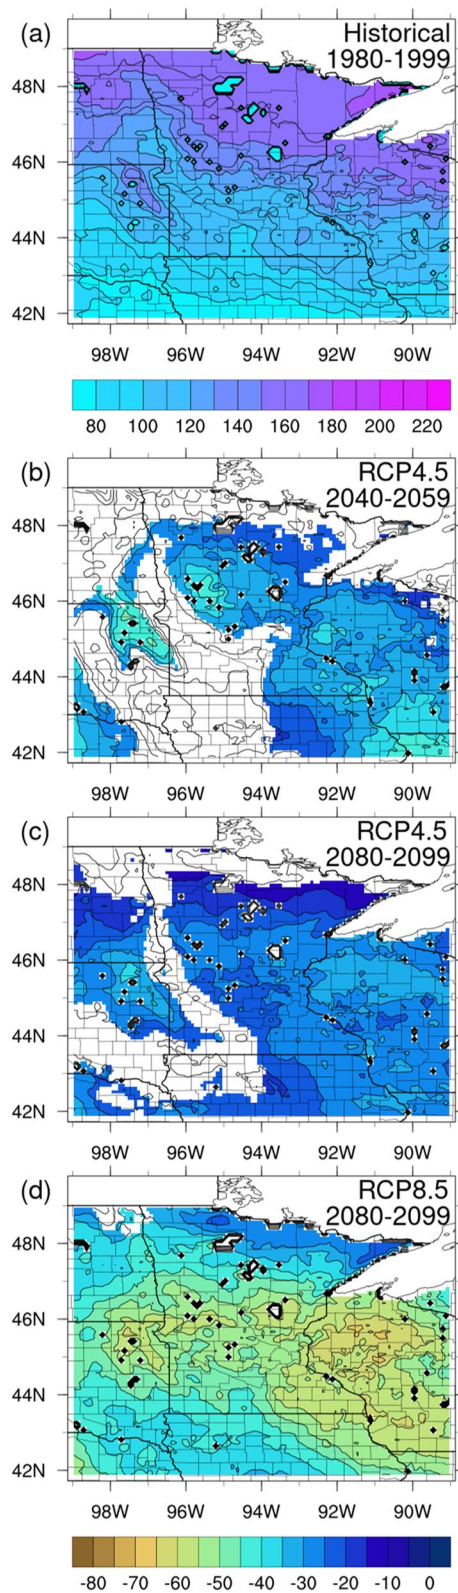 (a)
Historical
1980-1999
48N
46N
44N
42N
98W 96W 94W 92W 90W
80 100 120 140 160 180 200 220
(b)
RCP4.5
2040-2059
48N
46N
44N
42N
98W 96W 94W 92W 90W
(c)
RCP4.5
2080-2099
48N
46N
44N
42N
98W 96W 94W 92W 90W
(d)
RCP8.5
2080-2099
48N
46N
44N
42N
98W 96W 94W 92W 90W
-80 -70 -60 -50 -40 -30 -20 -10 0